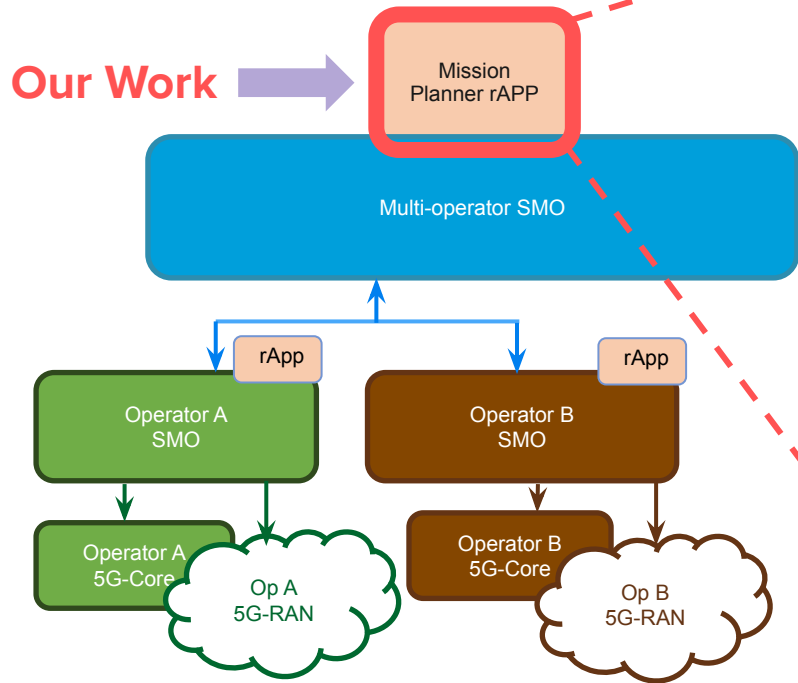 Our Work
Mission
Planner rAPP
Multi-operator SMO
rApp
rApp
Operator A
SMO
Operator B
SMO
Operator A
5G-Core
Op A
5G-RAN
Operator B
5G-Core
Op B
5G-RAN